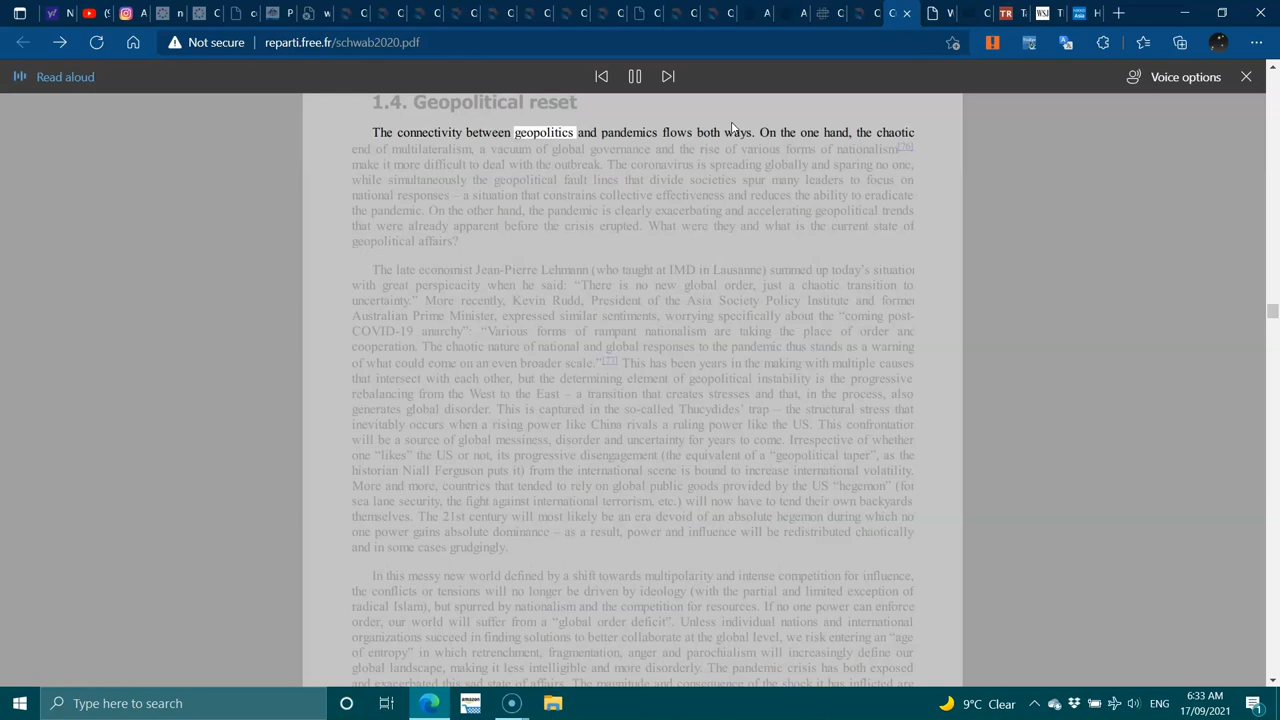 Not secure
reparti.free.fr/schwab2020.pdf
Read aloud
Voice options
1.4. Geopolitical reset
The connectivity between geopolitics and pandemics flows both ways. On the one hand, the chaotic
end of multilateralism, a vacuum of global governance and the rise of various forms of nationalism[76]
make it more difficult to deal with the outbreak. The coronavirus is spreading globally and sparing no one,
while simultaneously the geopolitical fault lines that divide societies spur many leaders to focus on
national responses – a situation that constrains collective effectiveness and reduces the ability to eradicate
the pandemic. On the other hand, the pandemic is clearly exacerbating and accelerating geopolitical trends
that were already apparent before the crisis erupted. What were they and what is the current state of
geopolitical affairs?
The late economist Jean-Pierre Lehmann (who taught at IMD in Lausanne) summed up today's situation
with great perspicacity when he said: “There is no new global order, just a chaotic transition to
uncertainty.” More recently, Kevin Rudd, President of the Asia Society Policy Institute and former
Australian Prime Minister, expressed similar sentiments, worrying specifically about the “coming post-
COVID-19 anarchy”: “Various forms of rampant nationalism are taking the place of order and
cooperation. The chaotic nature of national and global responses to the pandemic thus stands as a warning
of what could come on an even broader scale.”[77] This has been years in the making with multiple causes
that intersect with each other, but the determining element of geopolitical instability is the progressive
rebalancing from the West to the East – a transition that creates stresses and that, in the process, also
generates global disorder. This is captured in the so-called Thucydides’ trap – the structural stress that
inevitably occurs when a rising power like China rivals a ruling power like the US. This confrontation
will be a source of global messiness, disorder and uncertainty for years to come. Irrespective of whether
one “likes” the US or not, its progressive disengagement (the equivalent of a “geopolitical taper”, as the
historian Niall Ferguson puts it) from the international scene is bound to increase international volatility.
More and more, countries that tended to rely on global public goods provided by the US “hegemon” (for
sea lane security, the fight against international terrorism, etc.) will now have to tend their own backyards
themselves. The 21st century will most likely be an era devoid of an absolute hegemon during which no
one power gains absolute dominance – as a result, power and influence will be redistributed chaotically
and in some cases grudgingly.
In this messy new world defined by a shift towards multipolarity and intense competition for influence,
the conflicts or tensions will no longer be driven by ideology (with the partial and limited exception of
radical Islam), but spurred by nationalism and the competition for resources. If no one power can enforce
order, our world will suffer from a “global order deficit”. Unless individual nations and international
organizations succeed in finding solutions to better collaborate at the global level, we risk entering an “age
of entropy” in which retrenchment, fragmentation, anger and parochialism will increasingly define our
global landscape, making it less intelligible and more disorderly. The pandemic crisis has both exposed
and exacerbated this sad state of affairs. The magnitude and consequence of the shock it has inflicted are
Type here to search
9°C Clear
6:33 AM
17/09/2021